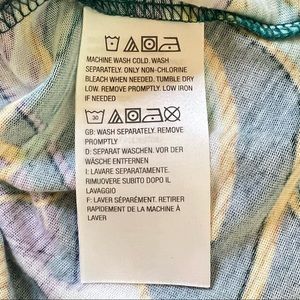 MACHINE WASH COLD. WASH
SEPARATELY. ONLY NON-CHLORINE
BLEACH WHEN NEEDED. TUMBLE DRY
LOW. REMOVE PROMPTLY. LOW IRON
IF NEEDED
30
GB: WASH SEPARATELY. REMOVE
PROMPTLY
D: SEPARAT WASCHEN. VOR DER
WÄSCHE ENTFERNEN
I: LAVARE SEPARATAMENTE.
RIMUOVERE SUBITO DOPO IL
LAVAGGIO
F: LAVER SÉPARÉMENT. RETIRER
RAPIDEMENT DE LA MACHINE À
LAVER